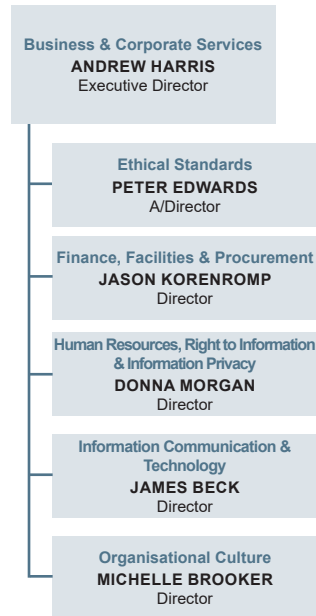 Business & Corporate Services
ANDREW HARRIS
Executive Director
Ethical Standards
PETER EDWARDS
A/Director
Finance, Facilities & Procurement
JASON KORENROMP
Director
Human Resources, Right to Information
& Information Privacy
DONNA MORGAN
Director
Information Communication &
Technology
JAMES BECK
Director
Organisational Culture
MICHELLE BROOKER
Director